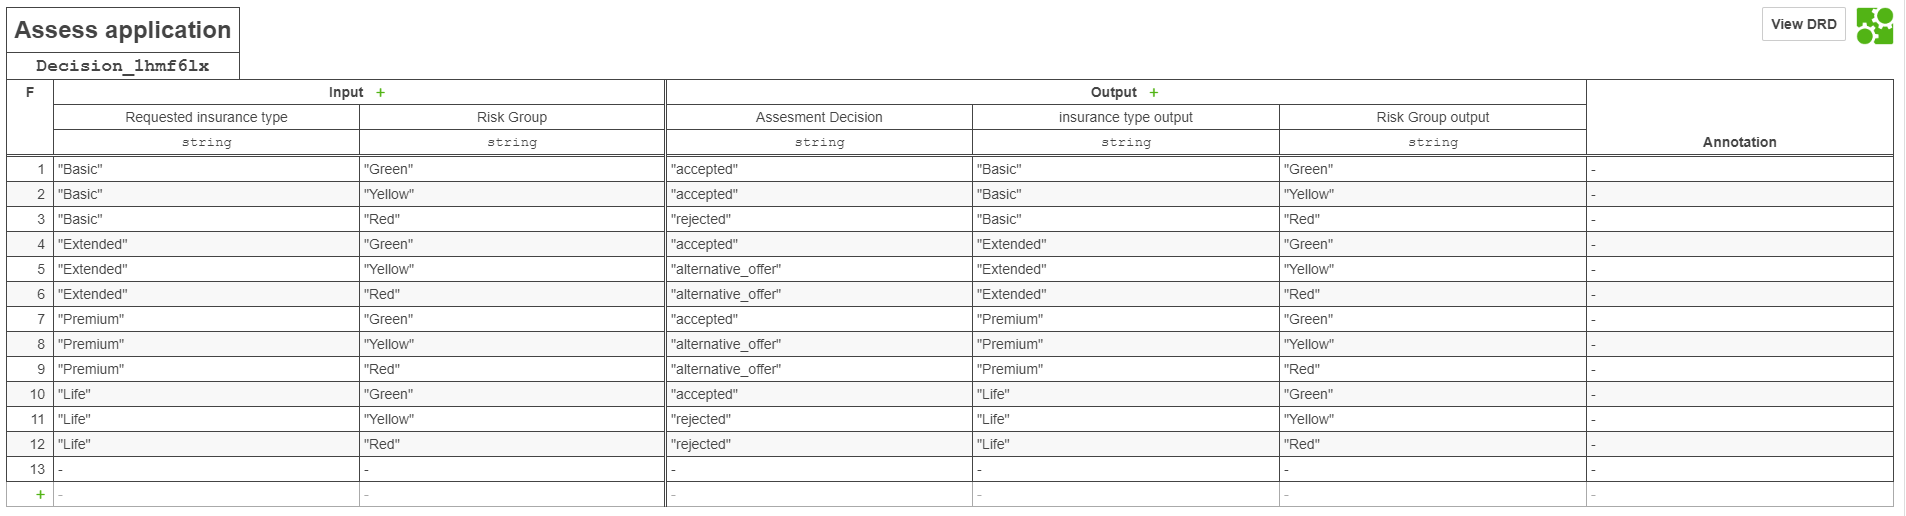 Assess application
View DRD
Decision_1hmf6lx
F Input + Output +
Requested insurance type Risk Group Assesment Decision insurance type output Risk Group output
string string string string string Annotation
1 "Basic" "Green" "accepted" "Basic" "Green" -
2 "Basic" "Yellow" "accepted" "Basic" "Yellow" -
3 "Basic" "Red" "rejected" "Basic" "Red" -
4 "Extended" "Green" "accepted" "Extended" "Green" -
5 "Extended" "Yellow" "alternative_offer" "Extended" "Yellow" -
6 "Extended" "Red" "alternative_offer" "Extended" "Red" -
7 "Premium" "Green" "accepted" "Premium" "Green" -
8 "Premium" "Yellow" "alternative_offer" "Premium" "Yellow" -
9 "Premium" "Red" "alternative_offer" "Premium" "Red" -
10 "Life" "Green" "accepted" "Life" "Green" -
11 "Life" "Yellow" "rejected" "Life" "Yellow" -
12 "Life" "Red" "rejected" "Life" "Red" -
13 - - - - - -
+ - - - - - -